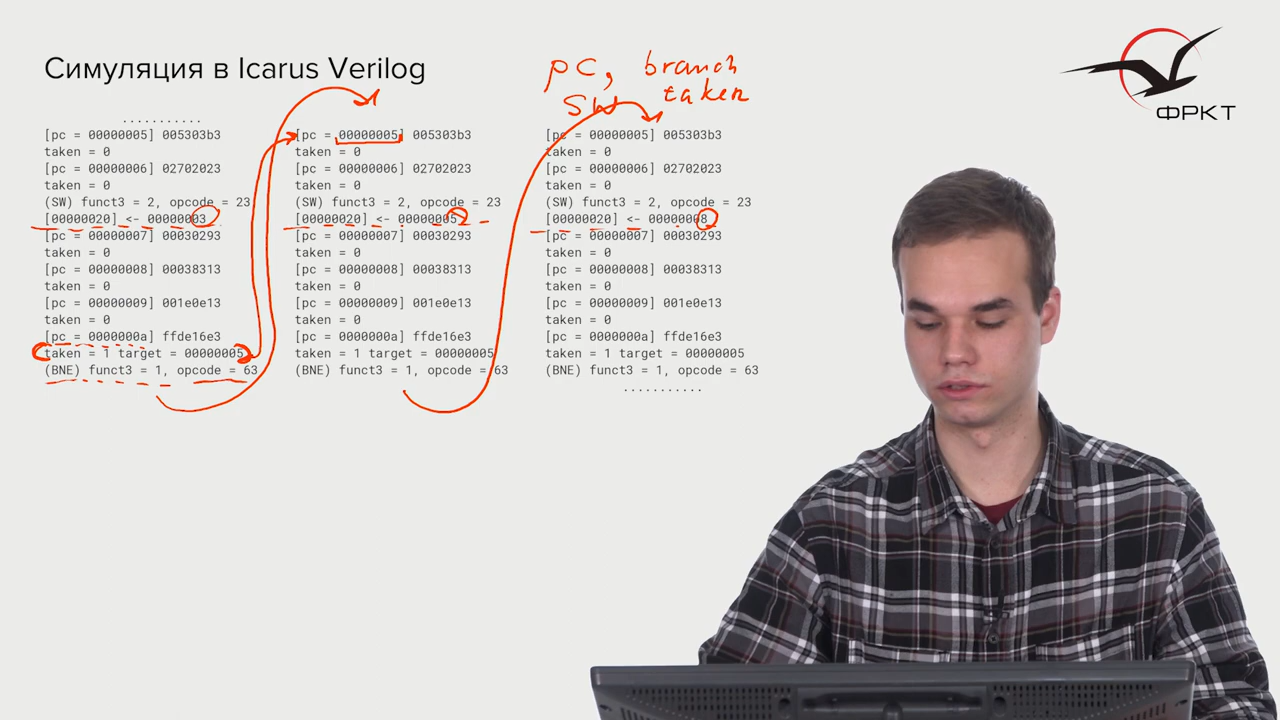 Симуляция в Icarus Verilog
pc, branch
sw taken
ФРКТ
...........
[pc = 00000005] 005303b3
taken = 0
[pc = 00000006] 02702023
taken = 0
(SW) funct3 = 2, opcode = 23
[00000020] <- 00000003
[pc = 00000007] 00030293
taken = 0
[pc = 00000008] 00038313
taken = 0
[pc = 00000009] 001e0e13
taken = 0
[pc = 0000000a] ffde16e3
taken = 1 target = 00000005
(BNE) funct3 = 1, opcode = 63
[pc = 00000005] 005303b3
taken = 0
[pc = 00000006] 02702023
taken = 0
(SW) funct3 = 2, opcode = 23
[00000020] <- 00000005
[pc = 00000007] 00030293
taken = 0
[pc = 00000008] 00038313
taken = 0
[pc = 00000009] 001e0e13
taken = 0
[pc = 0000000a] ffde16e3
taken = 1 target = 00000005
(BNE) funct3 = 1, opcode = 63
[pc = 00000005] 005303b3
taken = 0
[pc = 00000006] 02702023
taken = 0
(SW) funct3 = 2, opcode = 23
[00000020] <- 00000008
[pc = 00000007] 00030293
taken = 0
[pc = 00000008] 00038313
taken = 0
[pc = 00000009] 001e0e13
taken = 0
[pc = 0000000a] ffde16e3
taken = 1 target = 00000005
(BNE) funct3 = 1, opcode = 63
...........